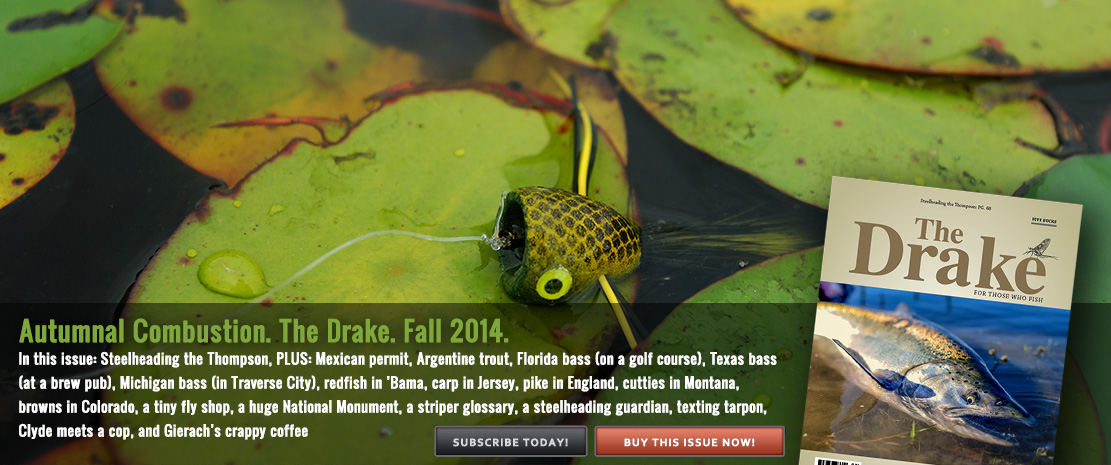 Steelheading the Thompson: PG. 60
FIVE BUCKS
The
Drake
FOR THOSE WHO FISH
Autumnal Combustion. The Drake. Fall 2014.
In this issue: Steelheading the Thompson, PLUS: Mexican permit, Argentine trout, Florida bass (on a golf course), Texas bass
(at a brew pub), Michigan bass (in Traverse City), redfish in 'Bama, carp in Jersey, pike in England, cutties in Montana,
browns in Colorado, a tiny fly shop, a huge National Monument, a striper glossary, a steelheading guardian, texting tarpon,
Clyde meets a cop, and Gierach's crappy coffee
SUBSCRIBE TODAY!
BUY THIS ISSUE NOW!